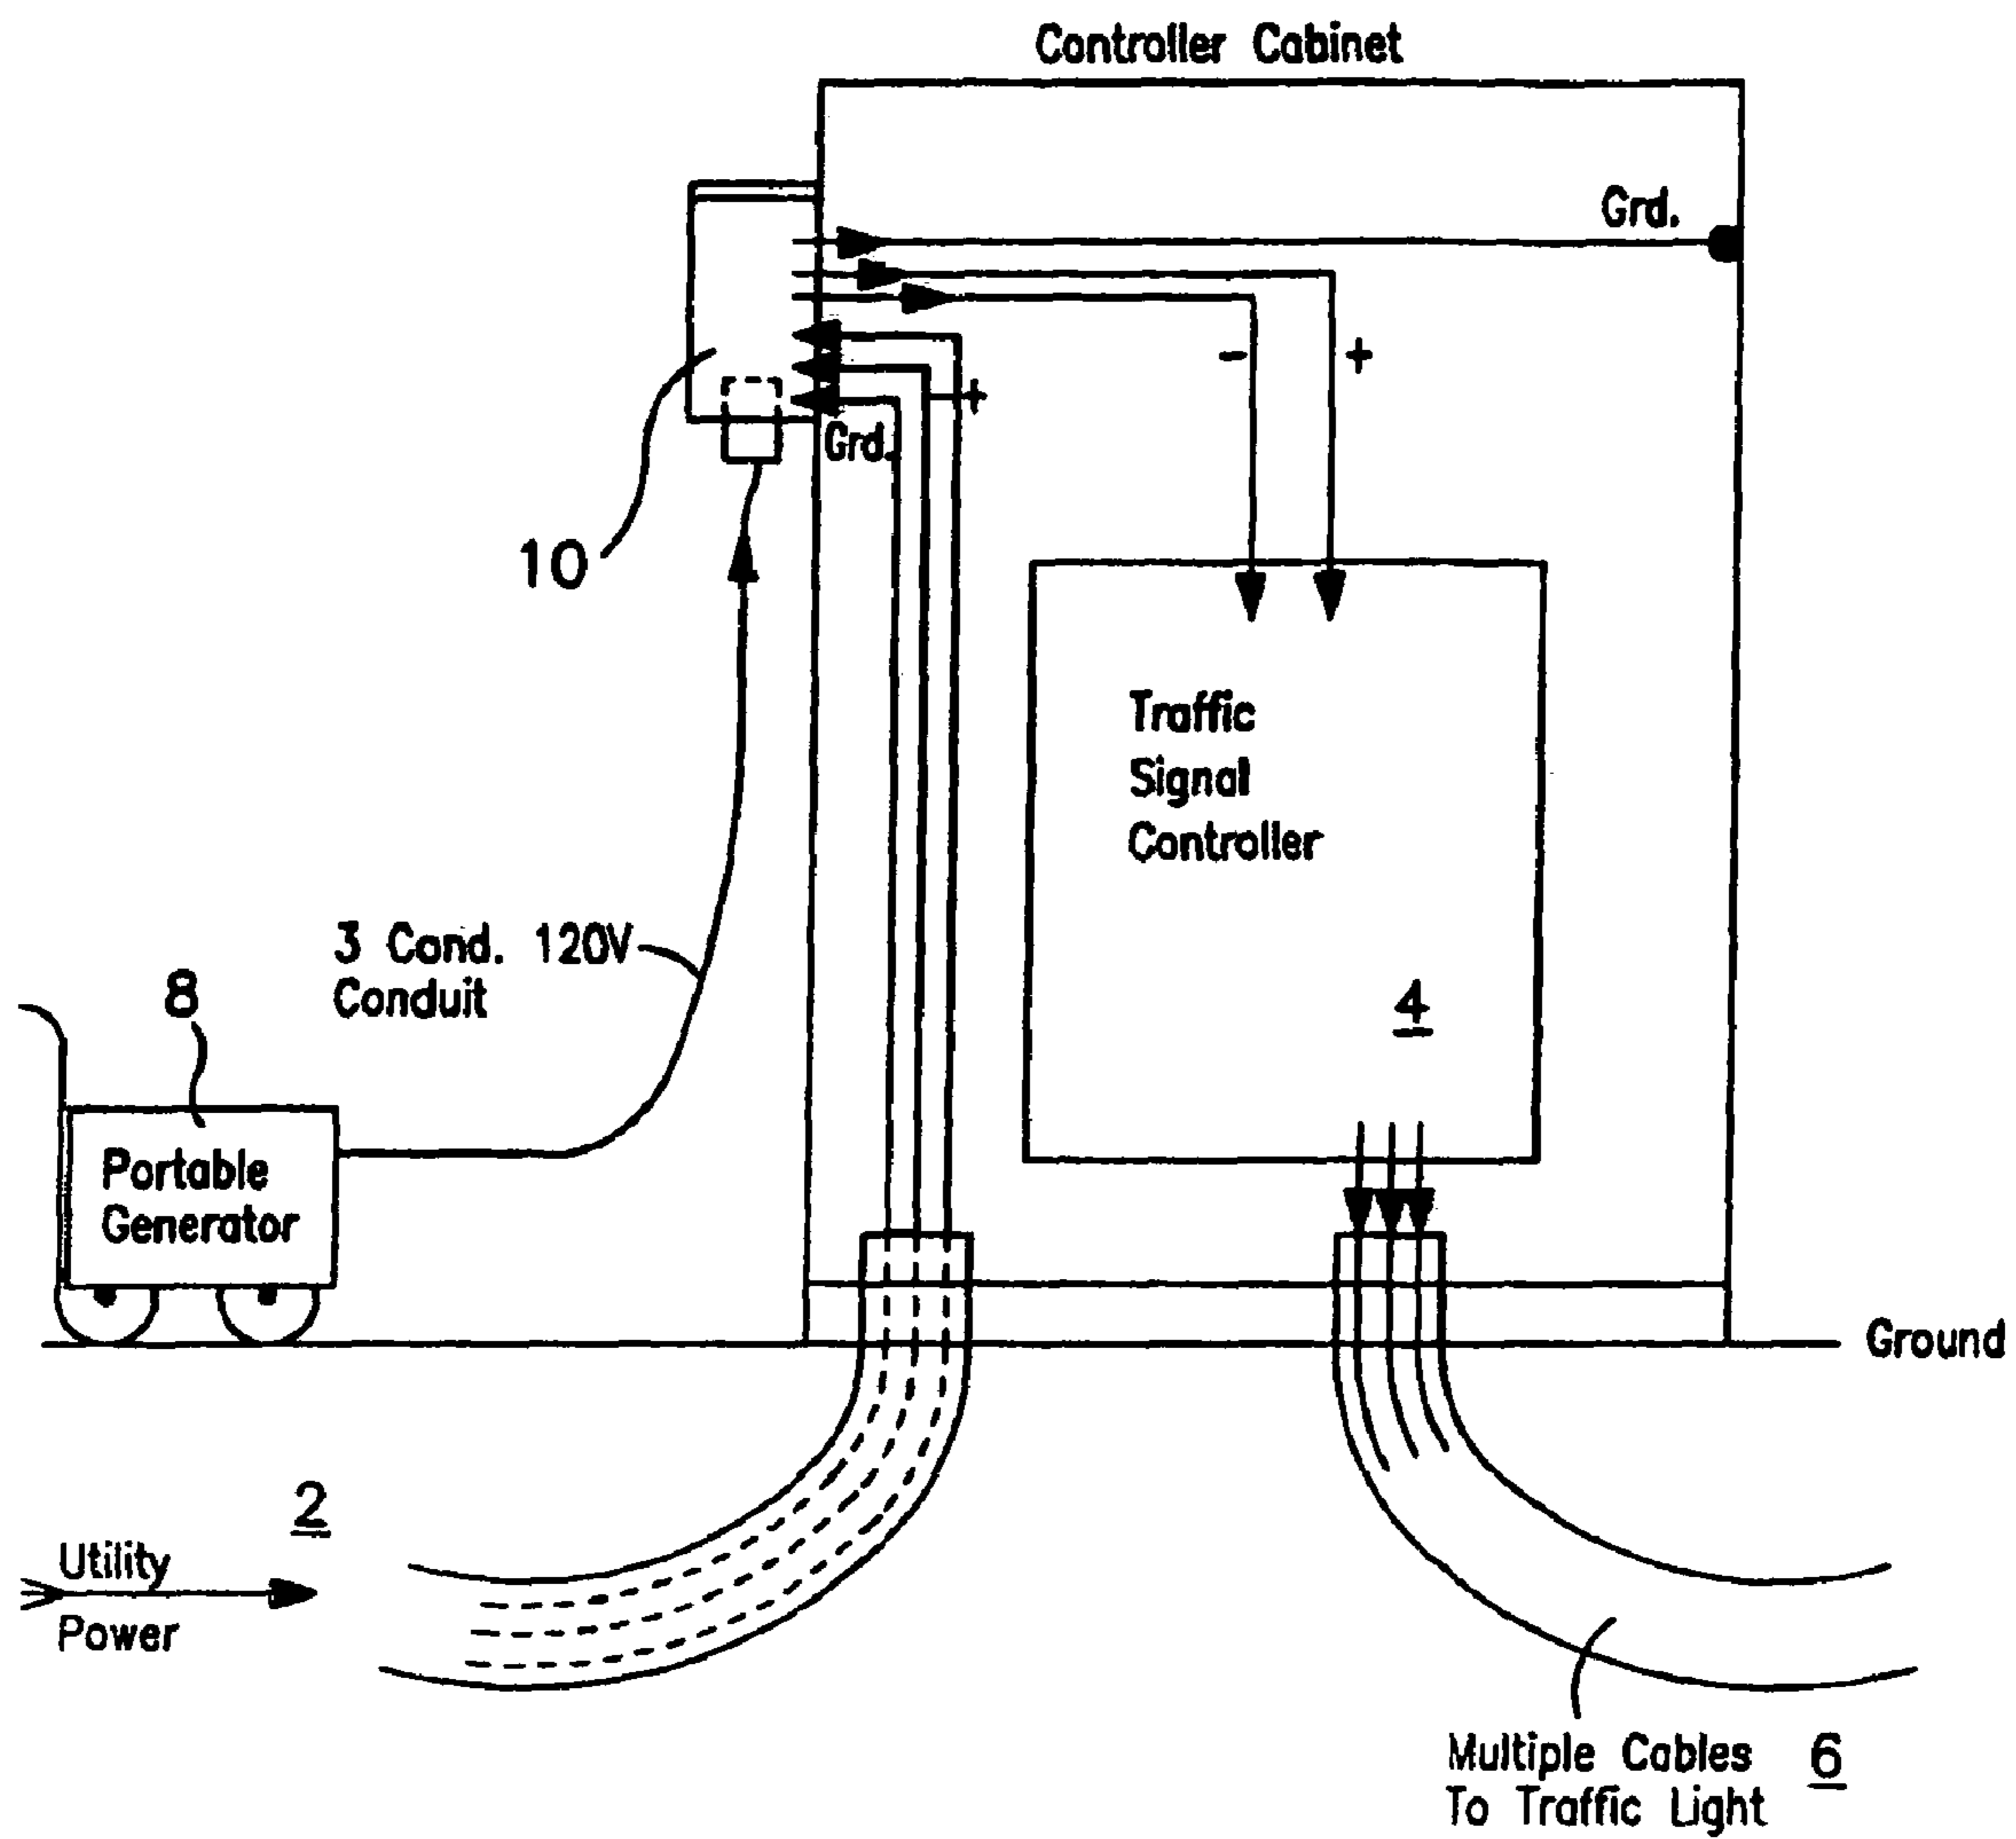 Controller Cabinet
Grd.
-
+
+
Grd.
10
Traffic
Signal
Controller
4
3 Cond. 120V
Conduit
8
Portable
Generator
Ground
2
Utility
Power
Multiple Cables
To Traffic Light
6